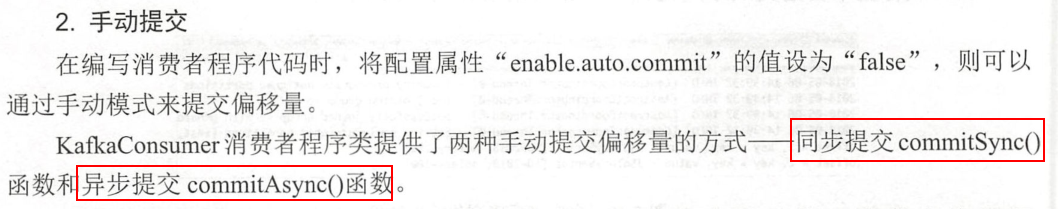 2. 手动提交
在编写消费者程序代码时，将配置属性“enable.auto.commit”的值设为“false”，则可以
通过手动模式来提交偏移量。
KafkaConsumer 消费者程序类提供了两种手动提交偏移量的方式——同步提交 commitSync()
函数和异步提交 commitAsync()函数。